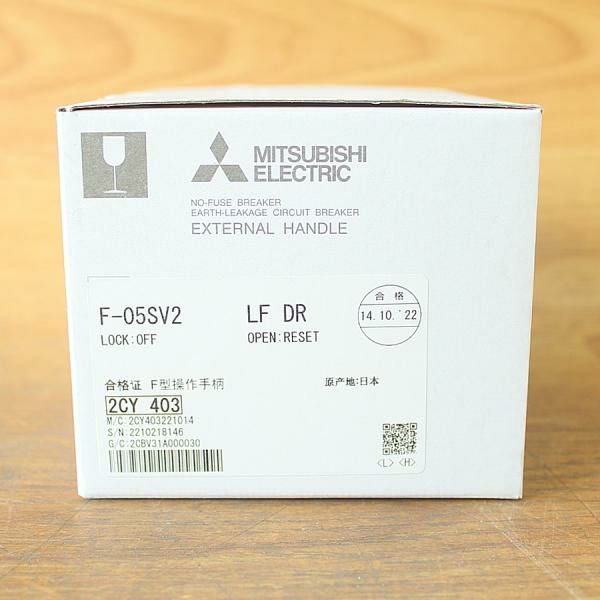 MITSUBISHI
ELECTRIC
NO-FUSE BREAKER
EARTH-LEAKAGE CIRCUIT BREAKER
EXTERNAL HANDLE
F-05SV2 LF DR
LOCK:OFF OPEN:RESET
合格
14.10.'22
合格证 F型操作手柄 原产地:日本
2CY 403
M/C:2CY403221014
S/N:2210218146
G/C:2CBV31A000030
<L> <H>